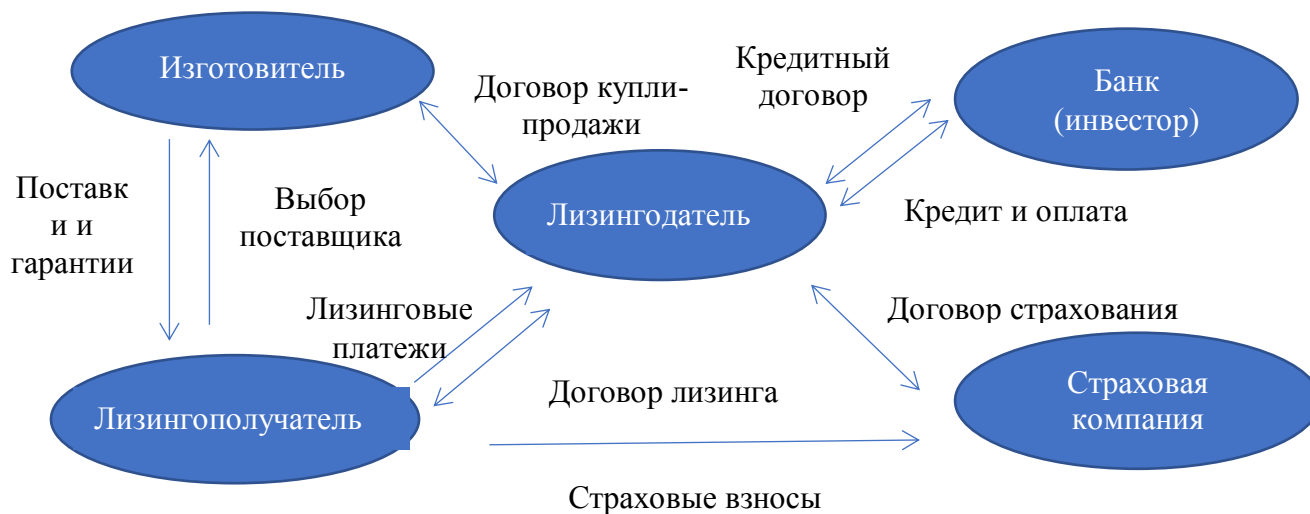 Изготовитель
Договор купли-
продажи
Кредитный
договор
Банк
(инвестор)
Поставк
и и
гарантии
Выбор
поставщика
Лизингодатель
Кредит и оплата
Лизинговые
платежи
Договор страхования
Лизингополучатель
Договор лизинга
Страховая
компания
Страховые взносы